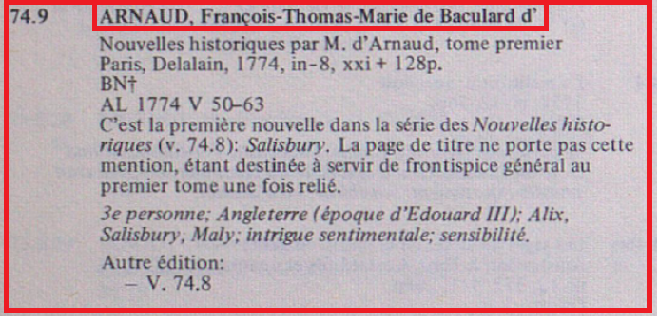 74.9 ARNAUD, François-Thomas-Marie de Baculard d'
Nouvelles historiques par M. d'Arnaud, tome premier
Paris, Delalain, 1774, in-8, xxi + 128p.
BN†
AL 1774 V 50–63
C'est la première nouvelle dans la série des Nouvelles histo-
riques (v. 74.8): Salisbury. La page de titre ne porte pas cette
mention, étant destinée à servir de frontispice général au
premier tome une fois relié.
3e personne; Angleterre (époque d'Edouard III); Alix,
Salisbury, Maly; intrigue sentimentale; sensibilité.
Autre édition:
– V. 74.8